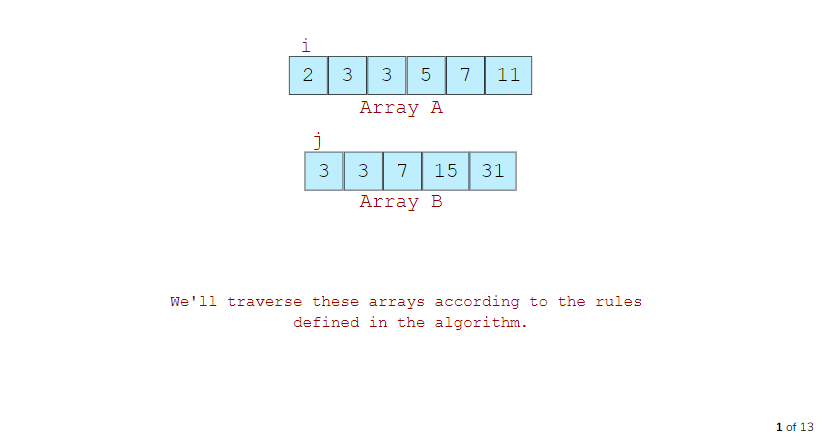 i
2 3 3 5 7 11
Array A
j
3 3 7 15 31
Array B
We'll traverse these arrays according to the rules
defined in the algorithm.
1 of 13